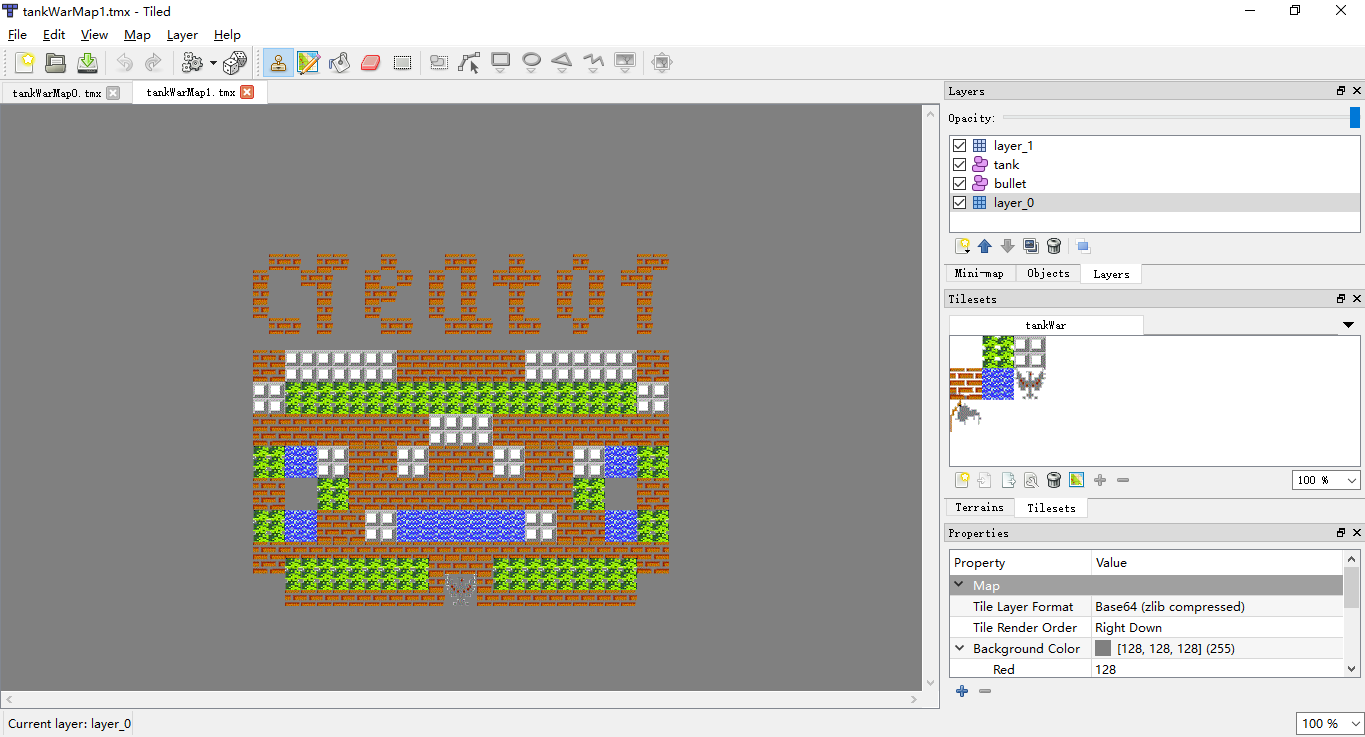 tankWarMap1.tmx - Tiled
File Edit View Map Layer Help
tankWarMap0.tmx tankWarMap1.tmx
creator
Layers
Opacity:
layer_1
tank
bullet
layer_0
Mini-map Objects Layers
Tilesets
tankWar
100 %
Terrains Tilesets
Properties
Property Value
Map
Tile Layer Format Base64 (zlib compressed)
Tile Render Order Right Down
Background Color [128, 128, 128] (255)
Red 128
Current layer: layer_0
100 %